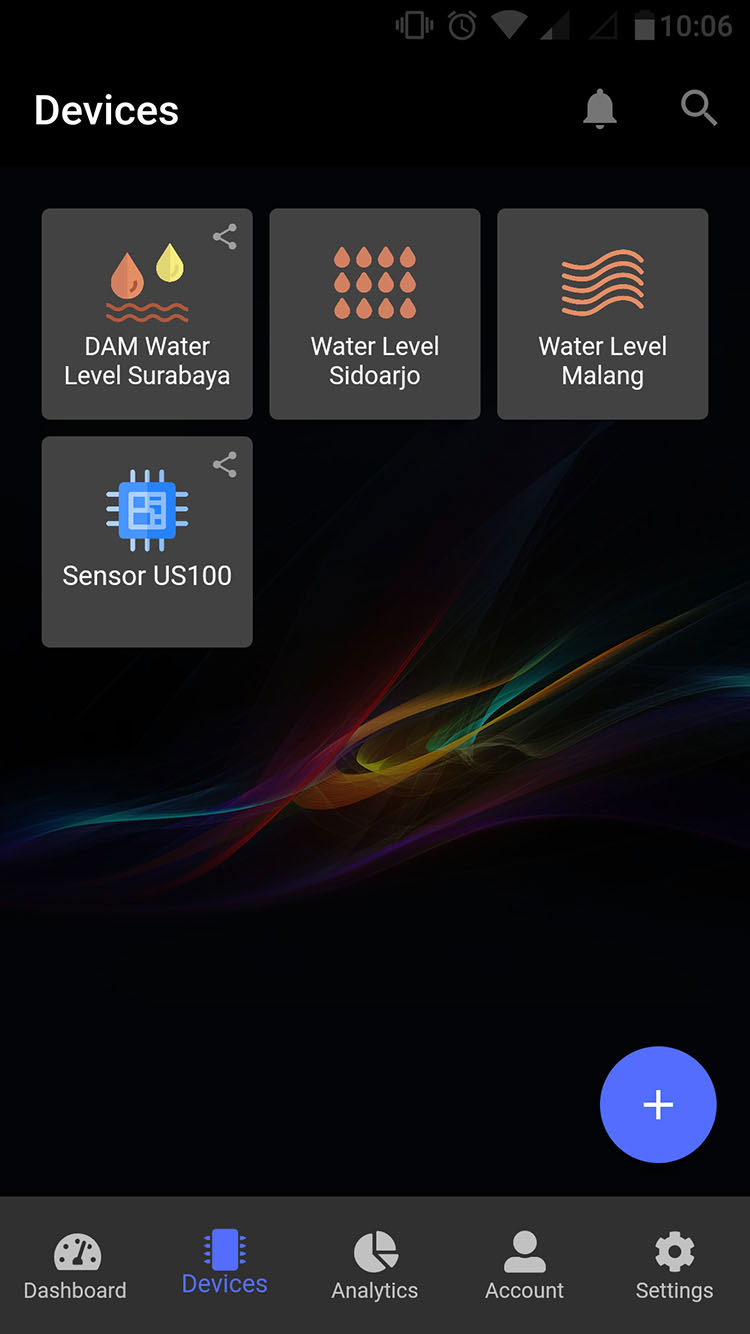 10:06
Devices
DAM Water
Level Surabaya
Water Level
Sidoarjo
Water Level
Malang
Sensor US100
Dashboard
Devices
Analytics
Account
Settings